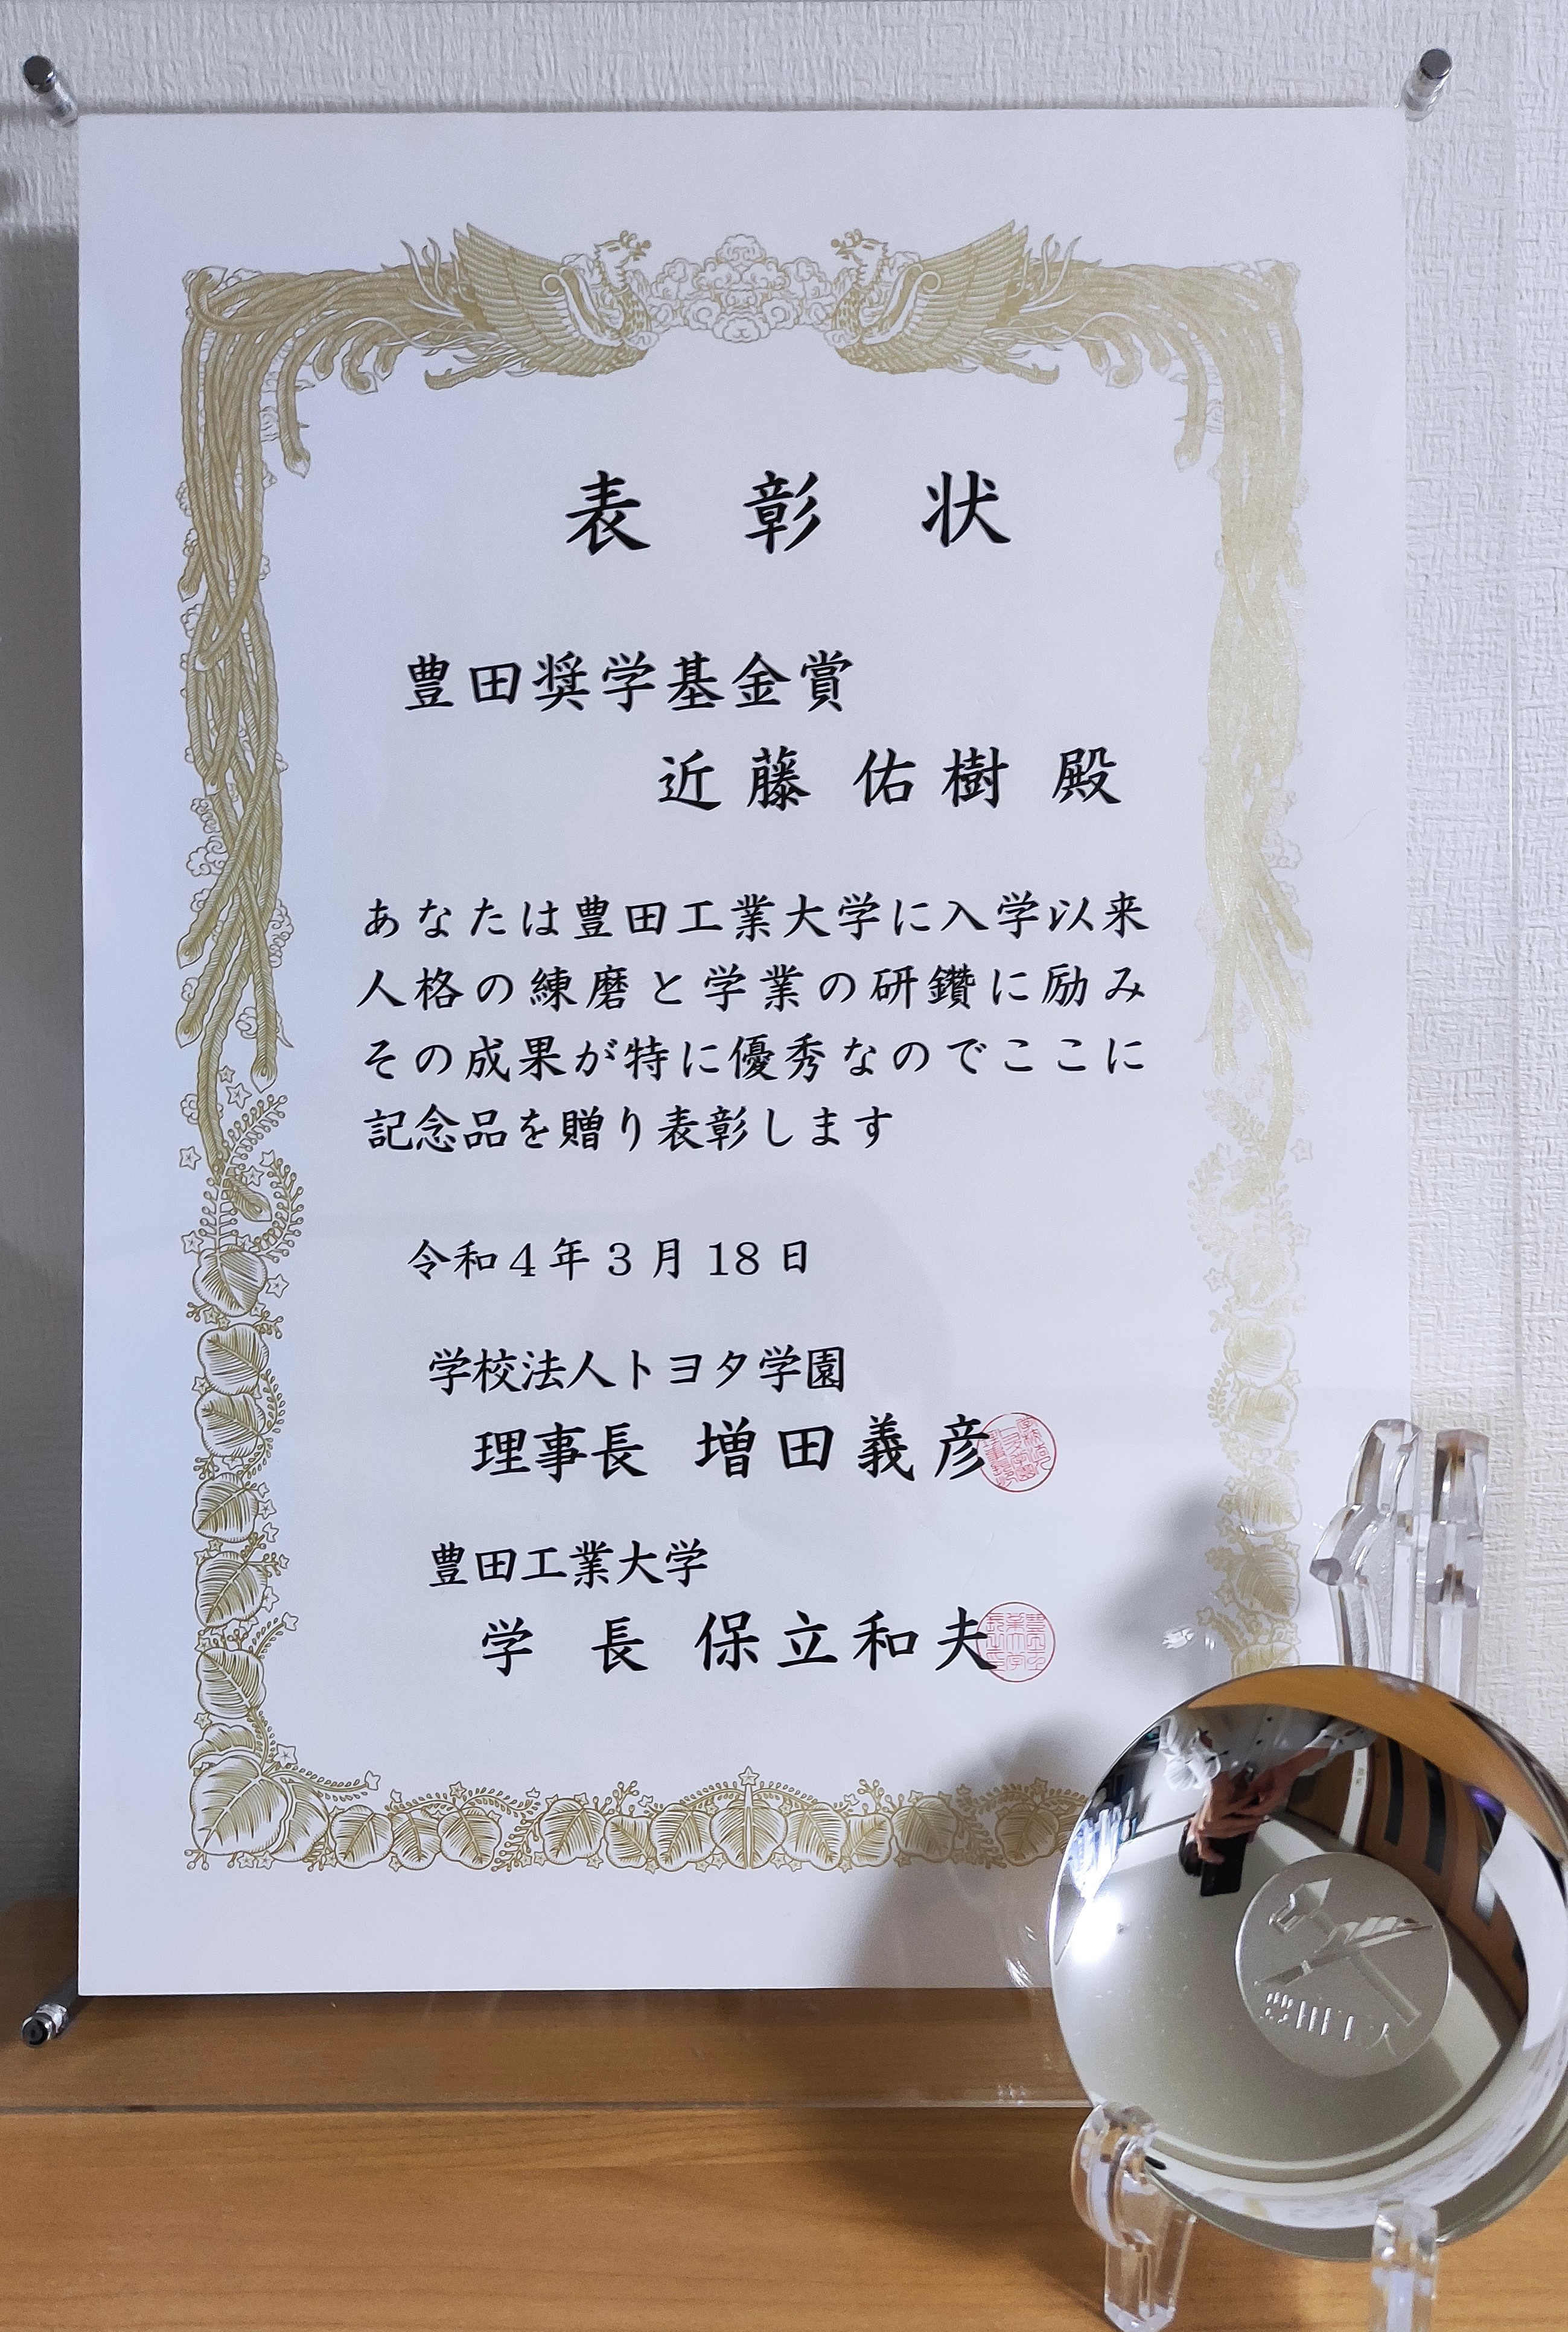 表彰状
豊田奨学基金賞
近藤 佑樹 殿
あなたは豊田工業大学に入学以来
人格の練磨と学業の研鑽に励み
その成果が特に優秀なのでここに
記念品を贈り表彰します
令和4年3月18日
学校法人トヨタ学園
理事長 増田義彦
豊田工業大学
学長 保立和夫
豊田工大